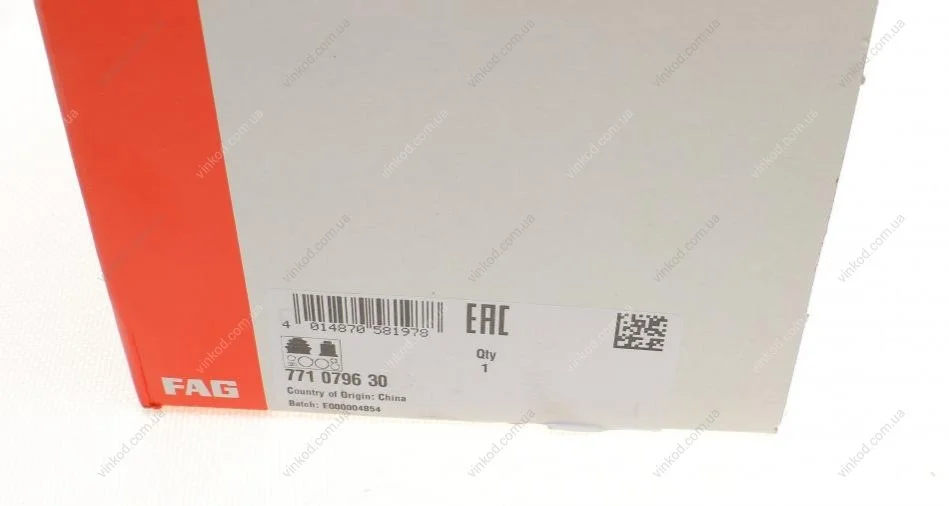 4 014870 581978
EAC
Qty
1
771 0796 30
Country of Origin: China
Batch: E000004854
FAG
vinkod.com.ua